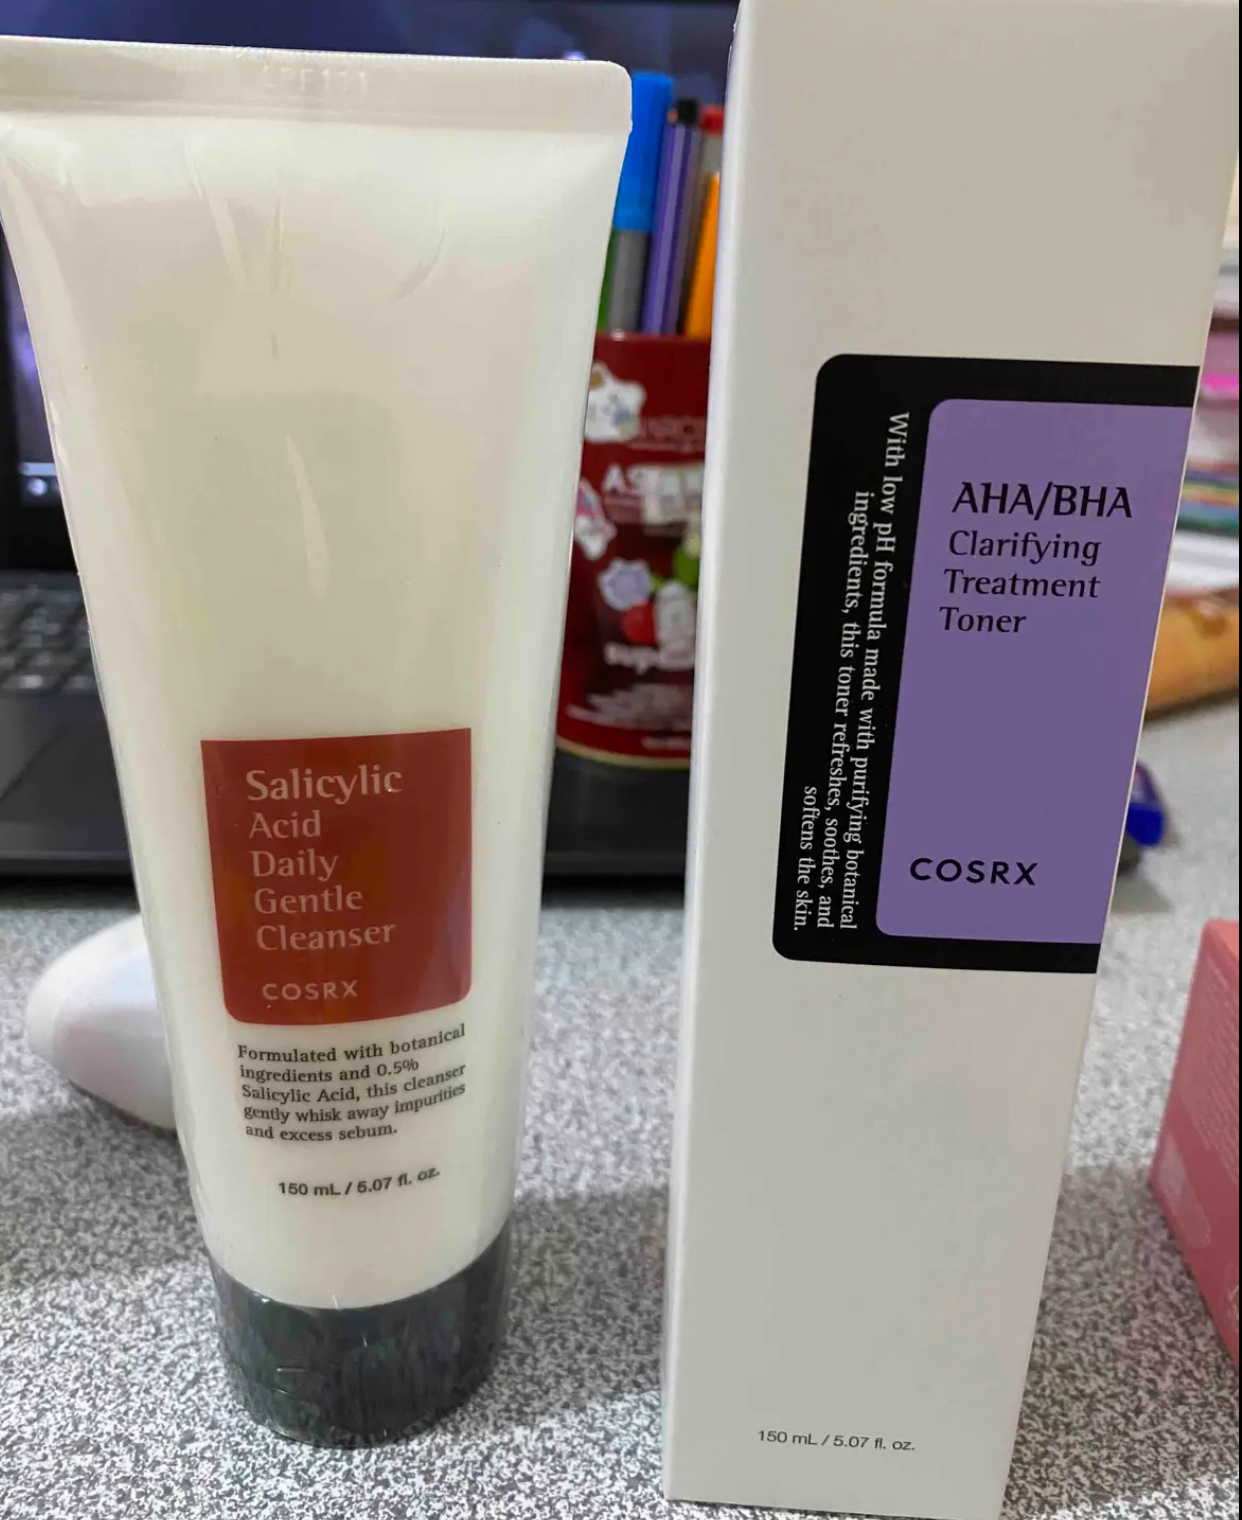 Salicylic
Acid
Daily
Gentle
Cleanser
COSRX
Formulated with botanical
ingredients and 0.5%
Salicylic Acid, this cleanser
gently whisk away impurities
and excess sebum.
150 mL / 5.07 fl. oz.
With low pH formula made with purifying botanical
ingredients, this toner refreshes, soothes, and
softens the skin.
AHA/BHA
Clarifying
Treatment
Toner
COSRX
150 mL / 5.07 fl. oz.